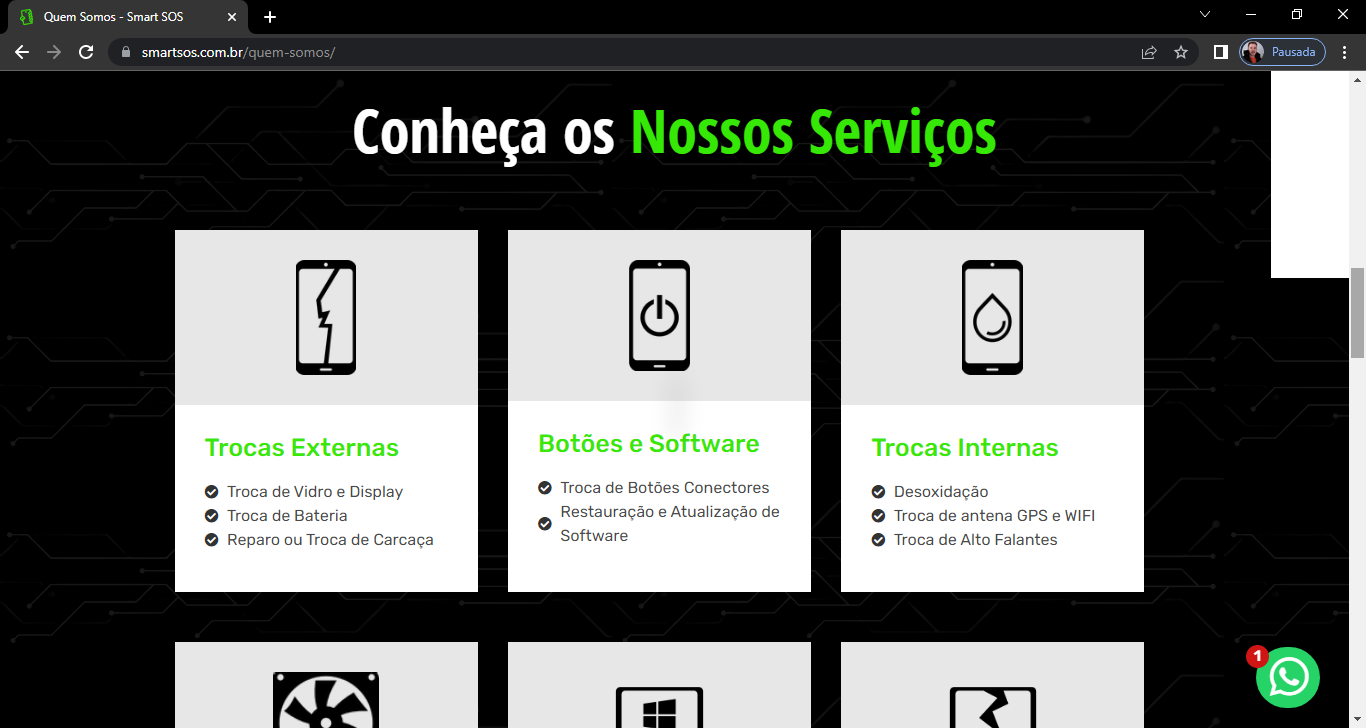 Quem Somos - Smart SOS
smartsos.com.br/quem-somos/
Pausada
Conheça os Nossos Serviços
Trocas Externas
Troca de Vidro e Display
Troca de Bateria
Reparo ou Troca de Carcaça
Botões e Software
Troca de Botões Conectores
Restauração e Atualização de
Software
Trocas Internas
Desoxidação
Troca de antena GPS e WIFI
Troca de Alto Falantes
1